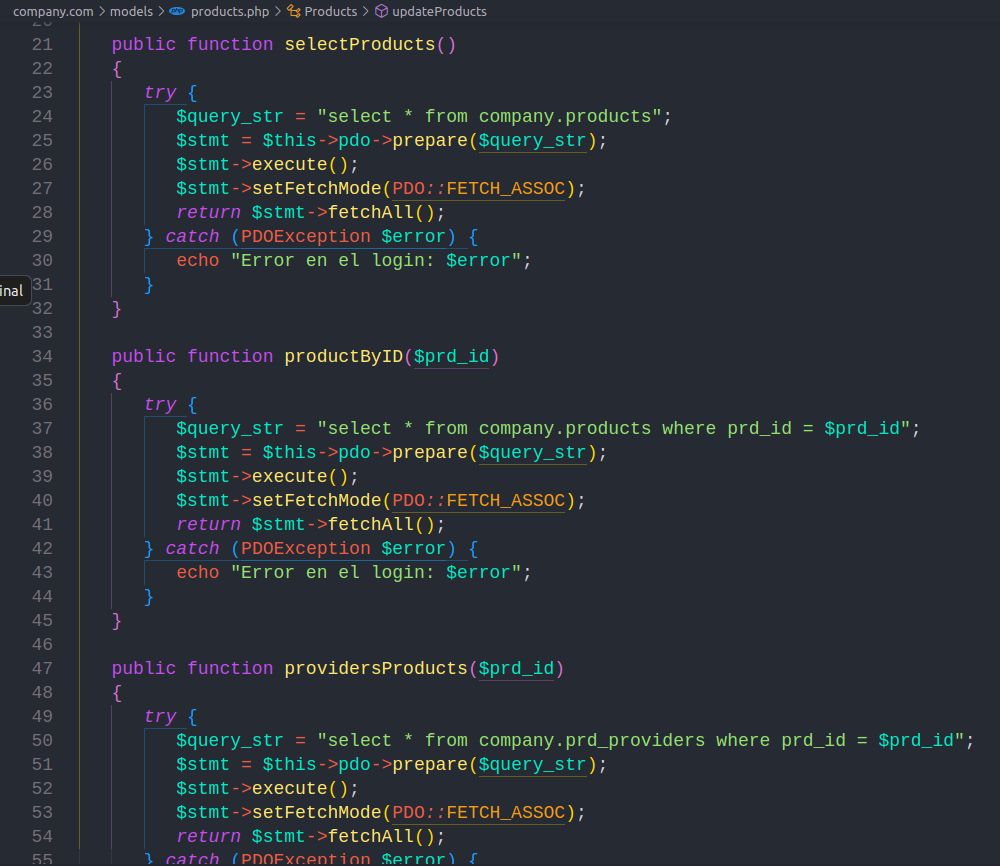 company.com > models > php products.php > Products > updateProducts
20
21 public function selectProducts()
22 {
23 try {
24 $query_str = "select * from company.products";
25 $stmt = $this->pdo->prepare($query_str);
26 $stmt->execute();
27 $stmt->setFetchMode(PDO::FETCH_ASSOC);
28 return $stmt->fetchAll();
29 } catch (PDOException $error) {
30 echo "Error en el login: $error";
inal
31 }
32 }
33
34 public function productByID($prd_id)
35 {
36 try {
37 $query_str = "select * from company.products where prd_id = $prd_id";
38 $stmt = $this->pdo->prepare($query_str);
39 $stmt->execute();
40 $stmt->setFetchMode(PDO::FETCH_ASSOC);
41 return $stmt->fetchAll();
42 } catch (PDOException $error) {
43 echo "Error en el login: $error";
44 }
45 }
46
47 public function providersProducts($prd_id)
48 {
49 try {
50 $query_str = "select * from company.prd_providers where prd_id = $prd_id";
51 $stmt = $this->pdo->prepare($query_str);
52 $stmt->execute();
53 $stmt->setFetchMode(PDO::FETCH_ASSOC);
54 return $stmt->fetchAll();
55 } catch (PDOException $error) {